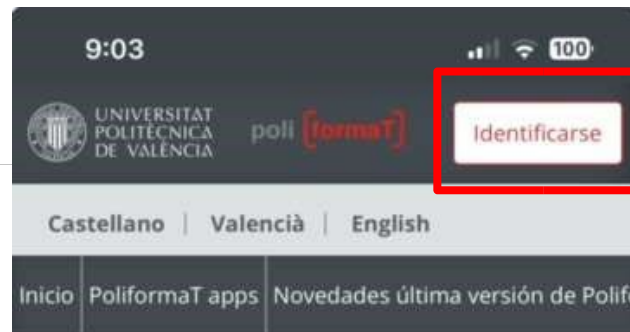 9:03
100
UNIVERSITAT
POLITÈCNICA
DE VALÈNCIA
poli [formaT]
Identificarse
Castellano | Valencià | English
Inicio PoliformaT apps Novedades última versión de Polif